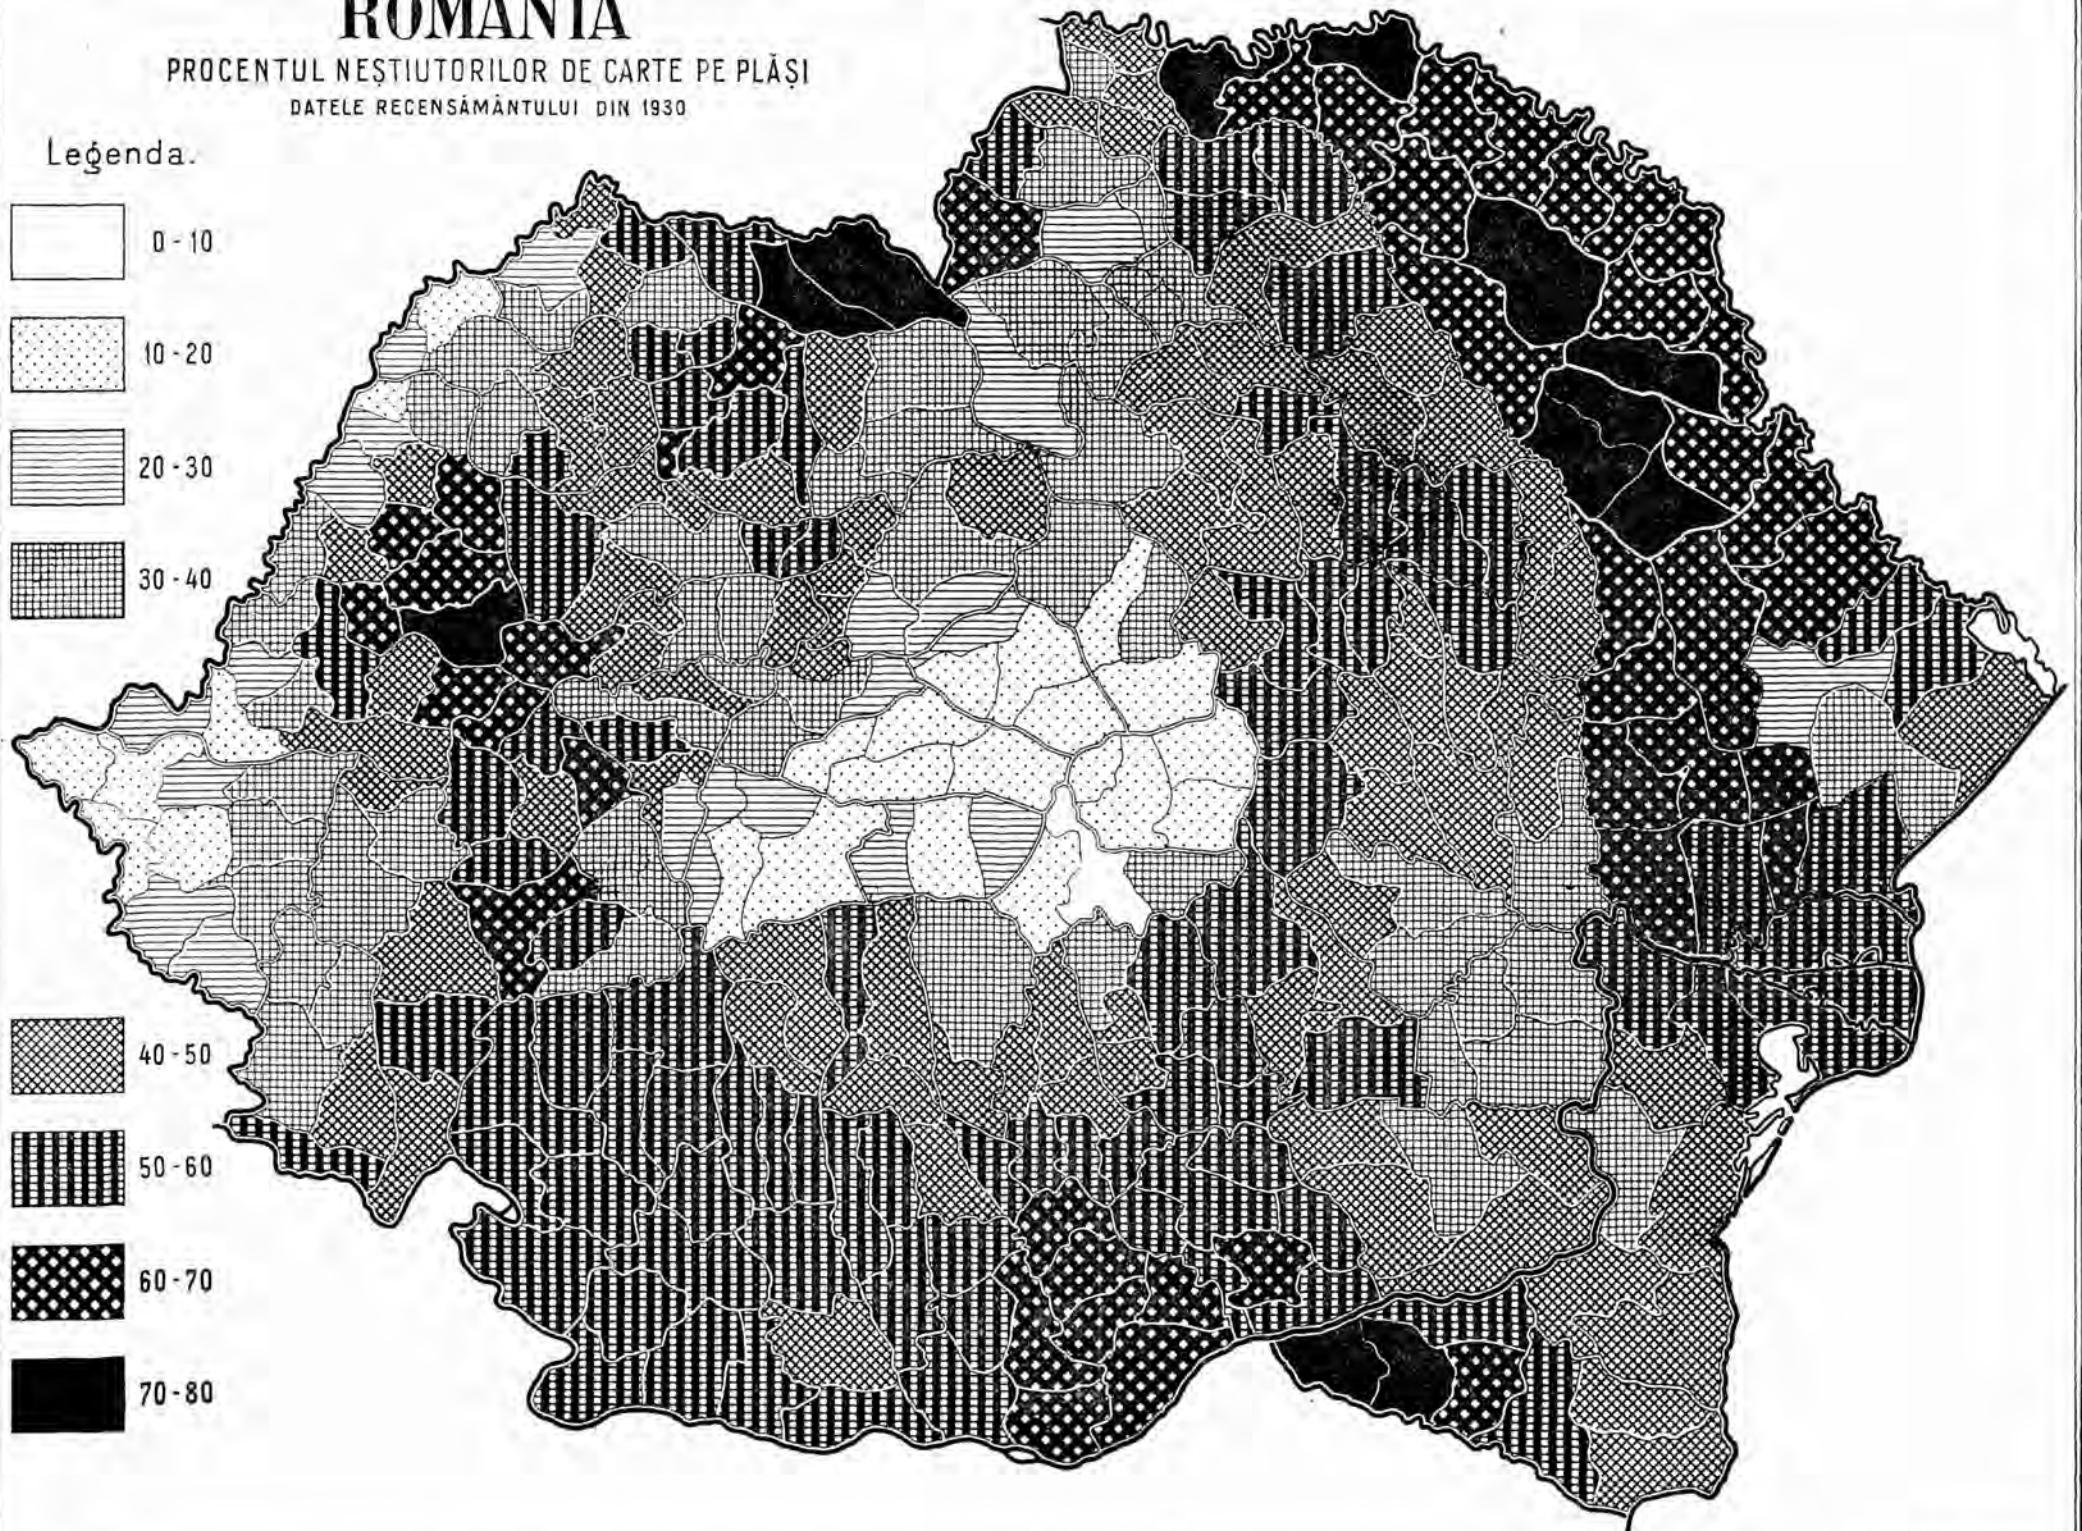 ROMÂNIA
PROCENTUL NEȘTIUTORILOR DE CARTE PE PLĂȘI
DATELE RECENSĂMÂNTULUI DIN 1930
Legenda.
0-10
10-20
20-30
30-40
40-50
50-60
60-70
70-80